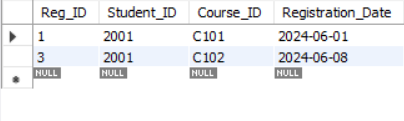 Reg_ID Student_ID Course_ID Registration_Date
1 2001 C101 2024-06-01
3 2001 C102 2024-06-08
NULL NULL NULL NULL